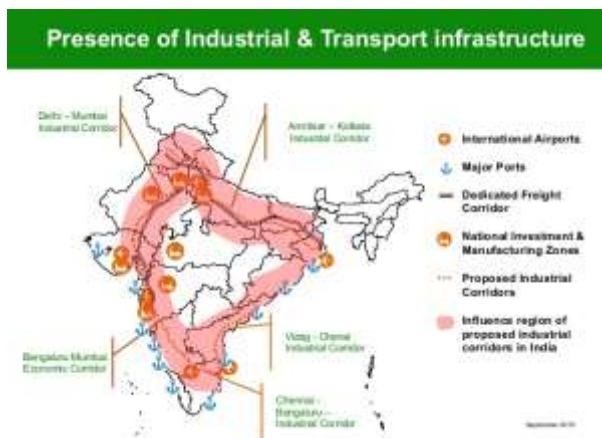 Presence of Industrial & Transport infrastructure
Delhi – Mumbai
Industrial Corridor
Amritsar – Kolkata
Industrial Corridor
International Airports
Major Ports
Dedicated Freight
Corridor
National Investment &
Manufacturing Zones
Proposed Industrial
Corridors
Influence region of
proposed industrial
corridors in India
Bengaluru Mumbai
Economic Corridor
Vizag – Chennai
Industrial Corridor
Chennai -
Bengaluru –
Industrial Corridor